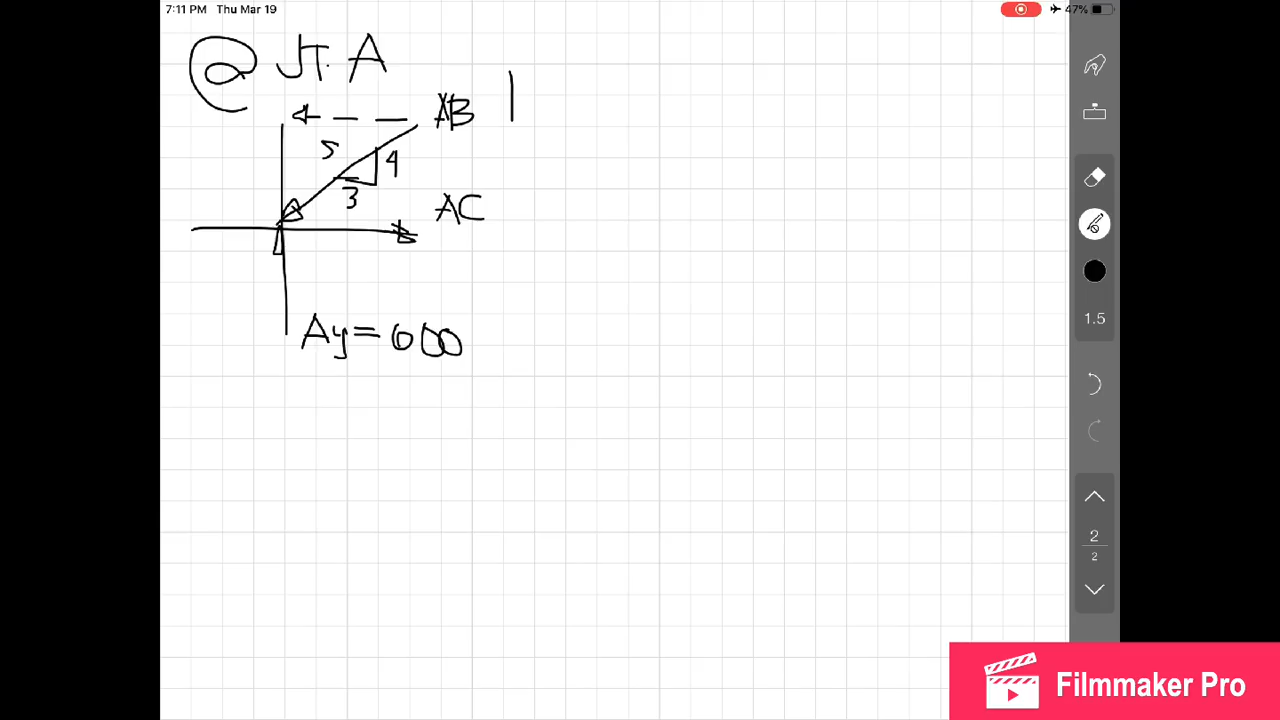 7:11 PM Thu Mar 19
47%
@ JT. A
AB
5
4
3
AC
Ay = 600
1.5
2
2
Filmmaker Pro